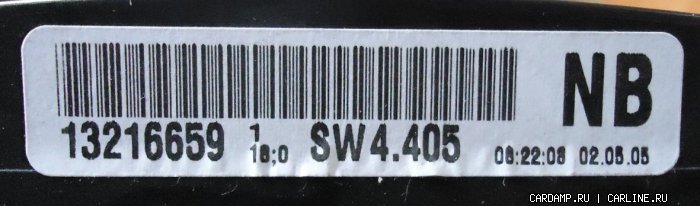 NB
13216659 1 18;0 SW4.405 08:22:08 02.05.05
CARDAMP.RU | CARLINE.RU